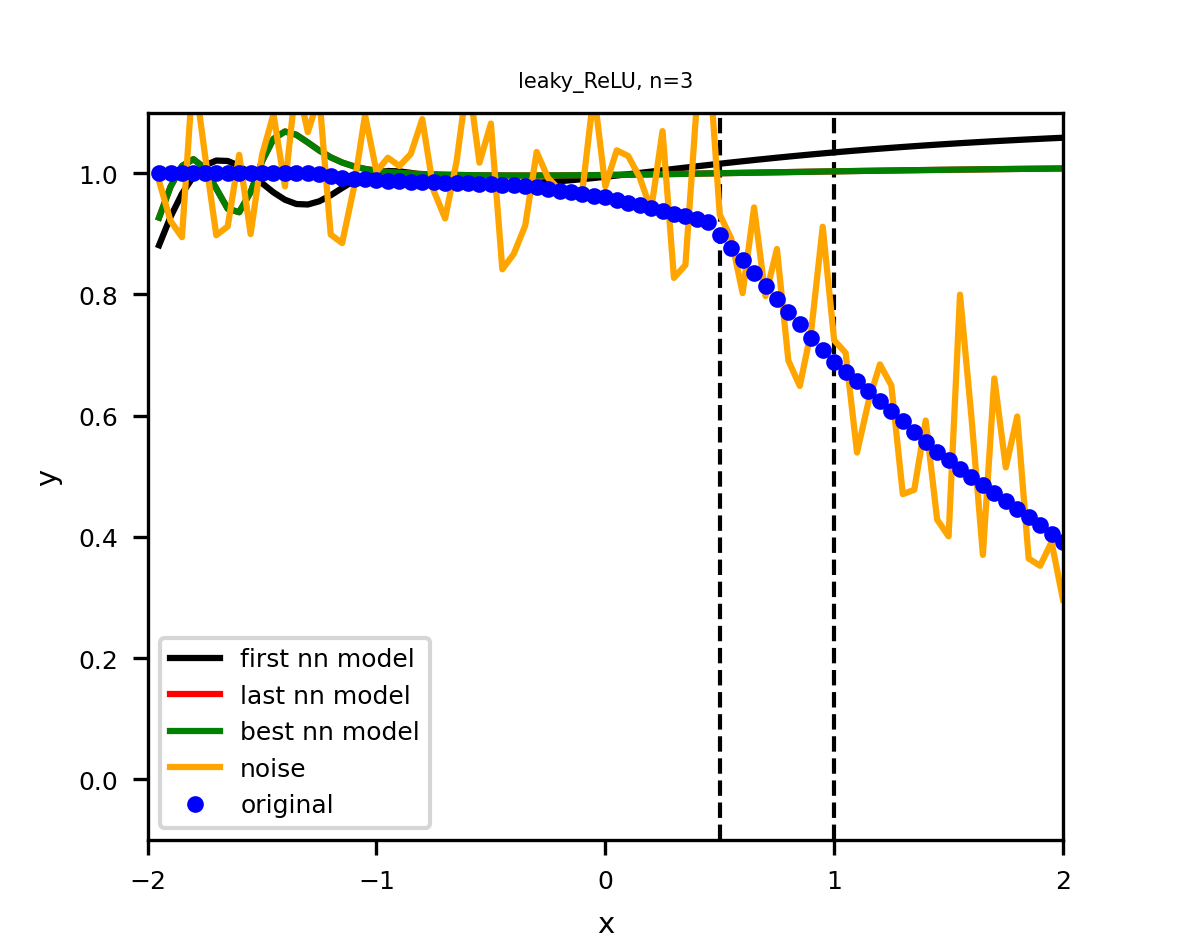 leaky_ReLU, n=3
1.0
0.8
0.6
0.4
0.2
0.0
y
first nn model
last nn model
best nn model
noise
original
−2
−1
0
1
2
x